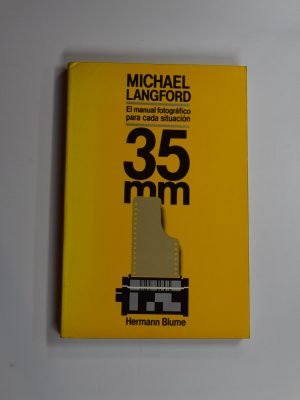 MICHAEL
LANGFORD
El manual fotográfico
para cada situación
35
mm
Hermann Blume